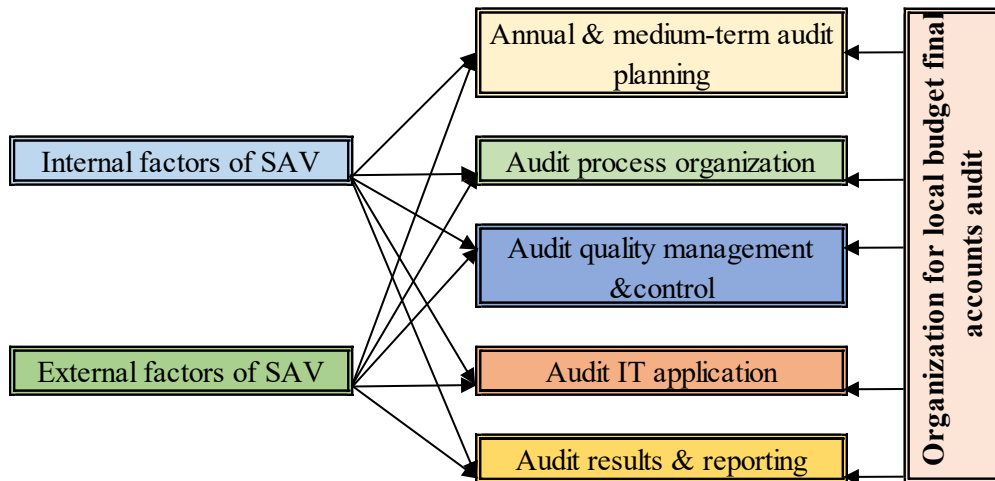 Annual & medium-term audit
planning
Internal factors of SAV
Audit process organization
Audit quality management
&control
External factors of SAV
Audit IT application
Audit results & reporting
Organization for local budget final
accounts audit